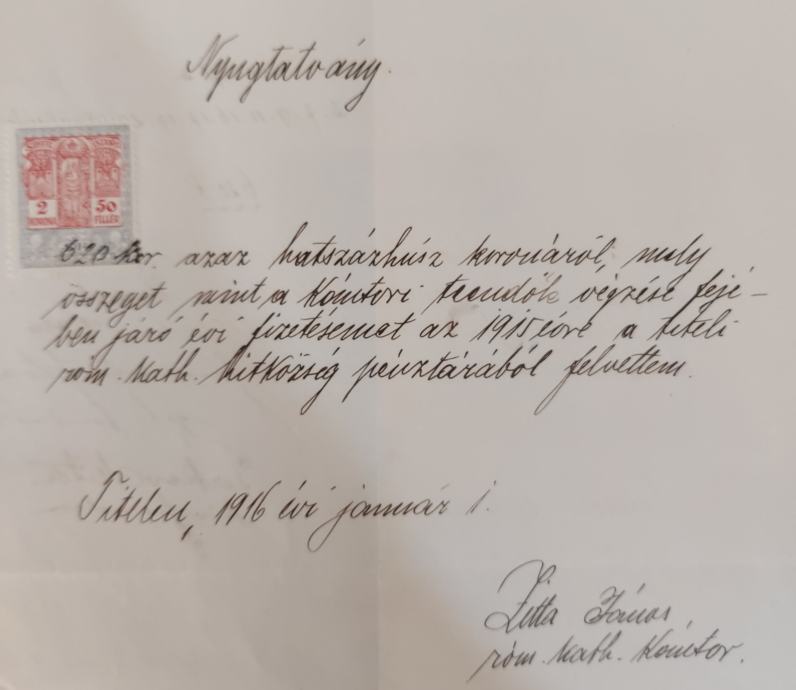 Nyugtatvány.
2 50
KORONA FILLÉR
620 kor. azaz hatszázhúsz koronáról, mely
összeget mint a Kántori teendők végzése fejé-
ben járó évi fizetésemet az 1915 évre a titeli
róm. kath. hitközség pénztárából felvettem.
Titelen, 1916 évi január 1.
Zitta János
róm. kath. Kántor.